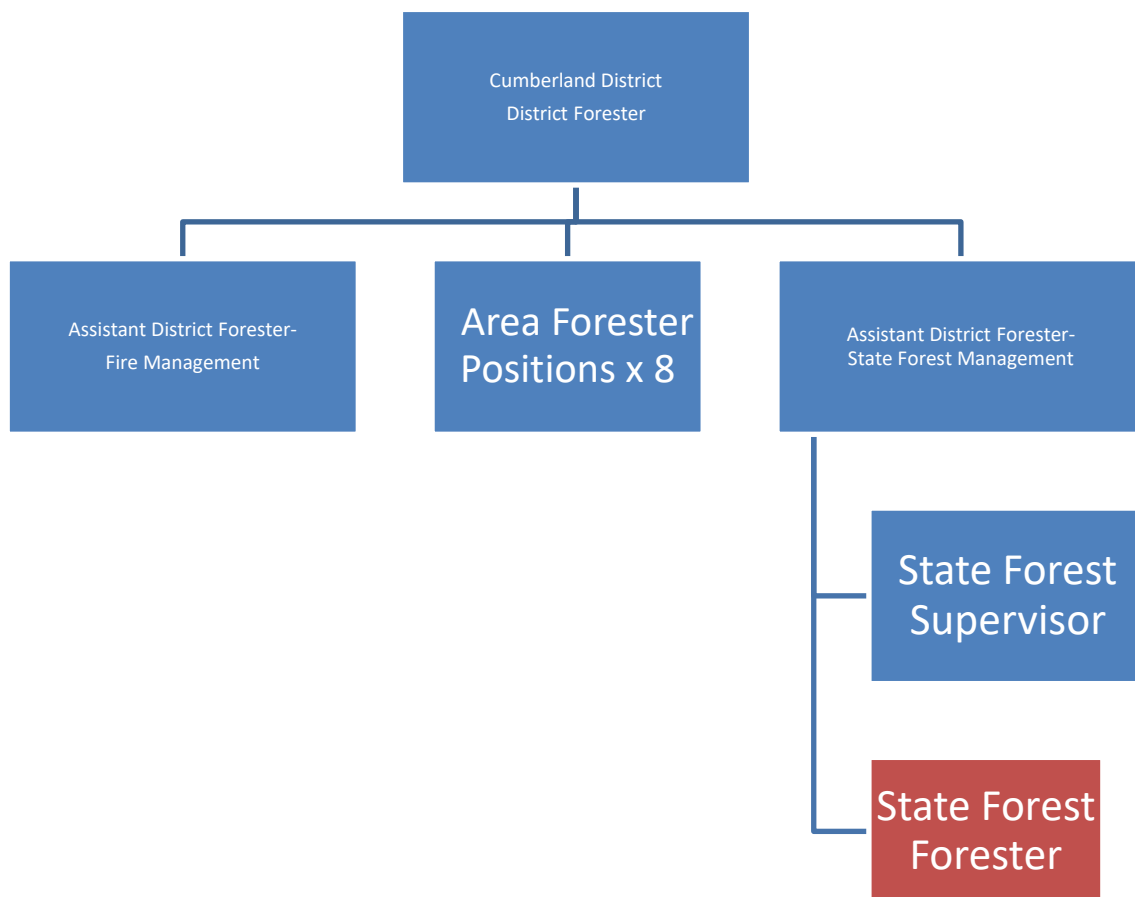 Cumberland District
District Forester
Assistant District Forester-
Fire Management
Area Forester
Positions x 8
Assistant District Forester-
State Forest Management
State Forest
Supervisor
State Forest
Forester